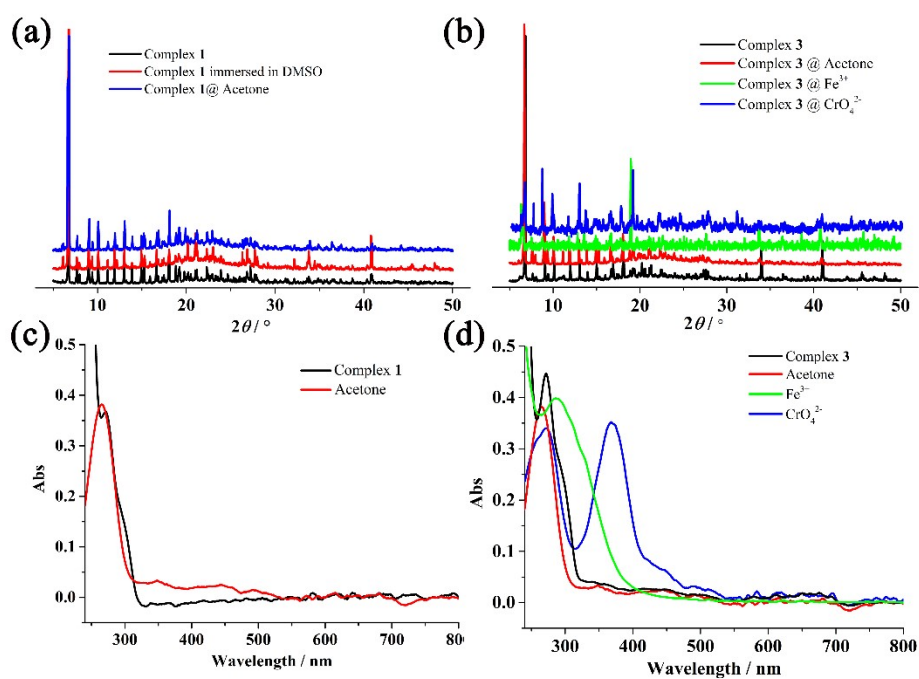 (a)
Complex 1
Complex 1 immersed in DMSO
Complex 1@ Acetone
10 20 30 40 50
2θ / °
(b)
Complex 3
Complex 3 @ Acetone
Complex 3 @ Fe³⁺
Complex 3 @ CrO₄²⁻
10 20 30 40 50
2θ / °
(c)
Complex 1
Acetone
Abs
0.5
0.4
0.3
0.2
0.1
0.0
300 400 500 600 700 800
Wavelength / nm
(d)
Complex 3
Acetone
Fe³⁺
CrO₄²⁻
Abs
0.5
0.4
0.3
0.2
0.1
0.0
300 400 500 600 700 800
Wavelength / nm